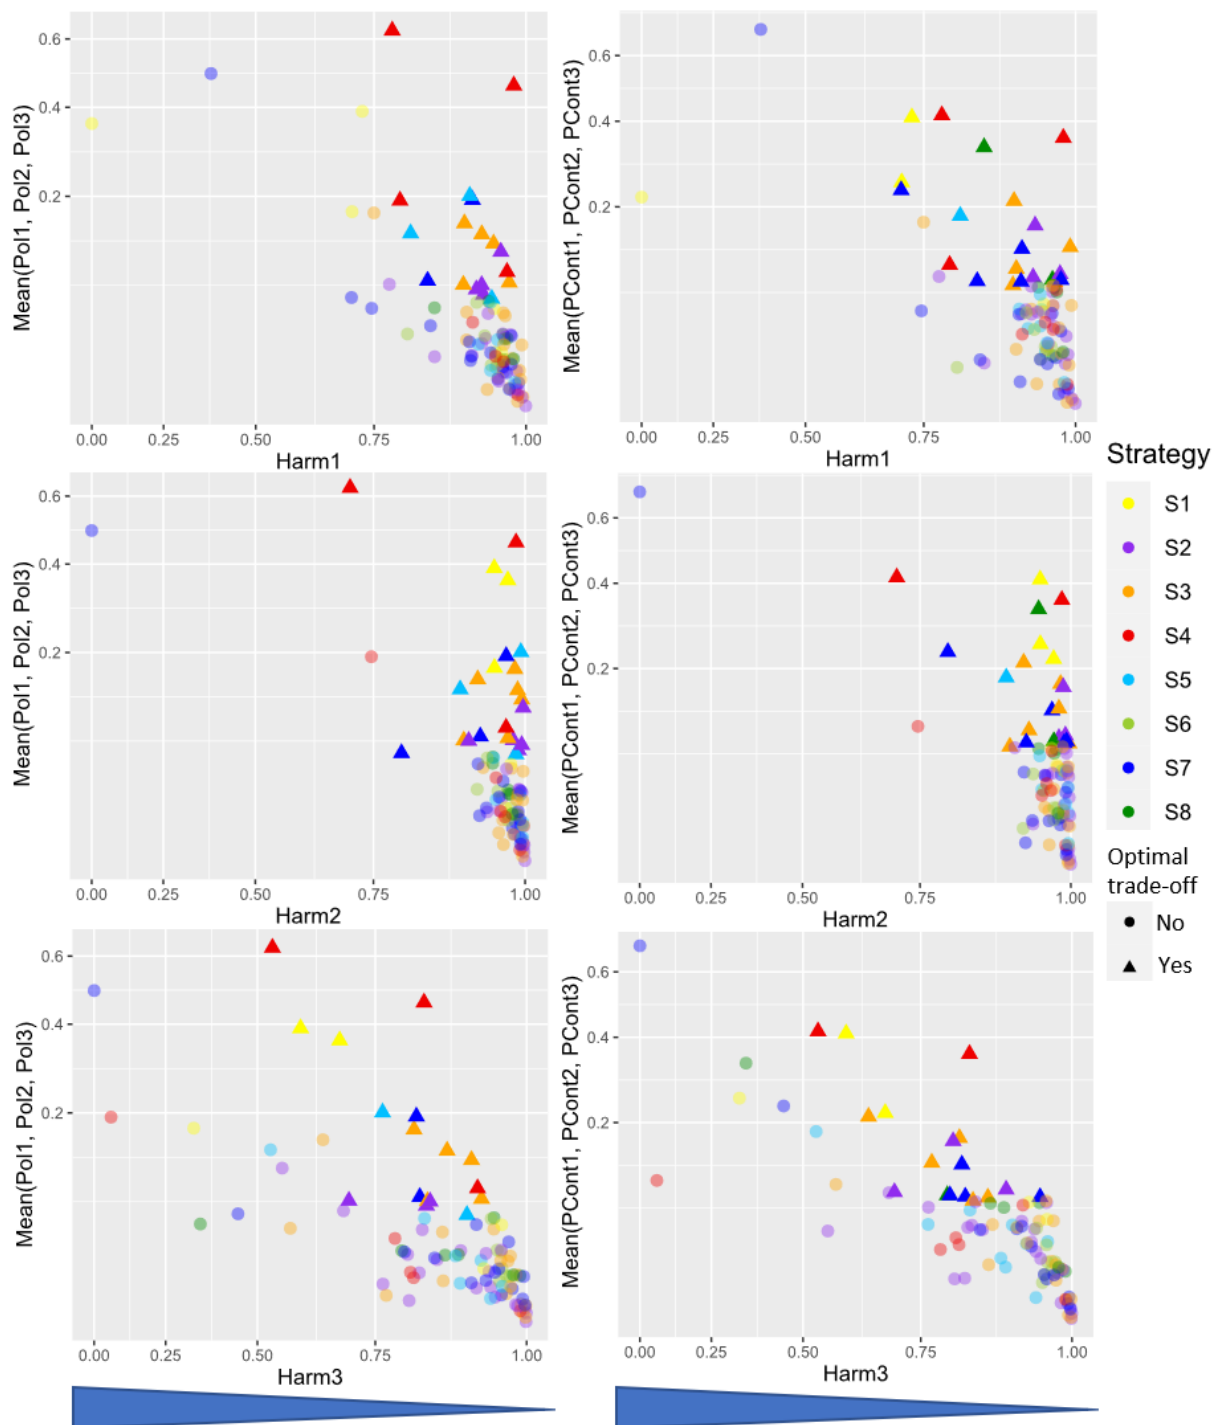 Mean(Pol1, Pol2, Pol3)
0.6
0.4
0.2
0.00 0.25 0.50 0.75 1.00
Harm1
Mean(PCont1, PCont2, PCont3)
0.6
0.4
0.2
0.00 0.25 0.50 0.75 1.00
Harm1
Mean(Pol1, Pol2, Pol3)
0.6
0.4
0.2
0.00 0.25 0.50 0.75 1.00
Harm2
Mean(PCont1, PCont2, PCont3)
0.6
0.4
0.2
0.00 0.25 0.50 0.75 1.00
Harm2
Mean(Pol1, Pol2, Pol3)
0.6
0.4
0.2
0.00 0.25 0.50 0.75 1.00
Harm3
Mean(PCont1, PCont2, PCont3)
0.6
0.4
0.2
0.00 0.25 0.50 0.75 1.00
Harm3
Strategy
S1
S2
S3
S4
S5
S6
S7
S8
Optimal
trade-off
No
Yes